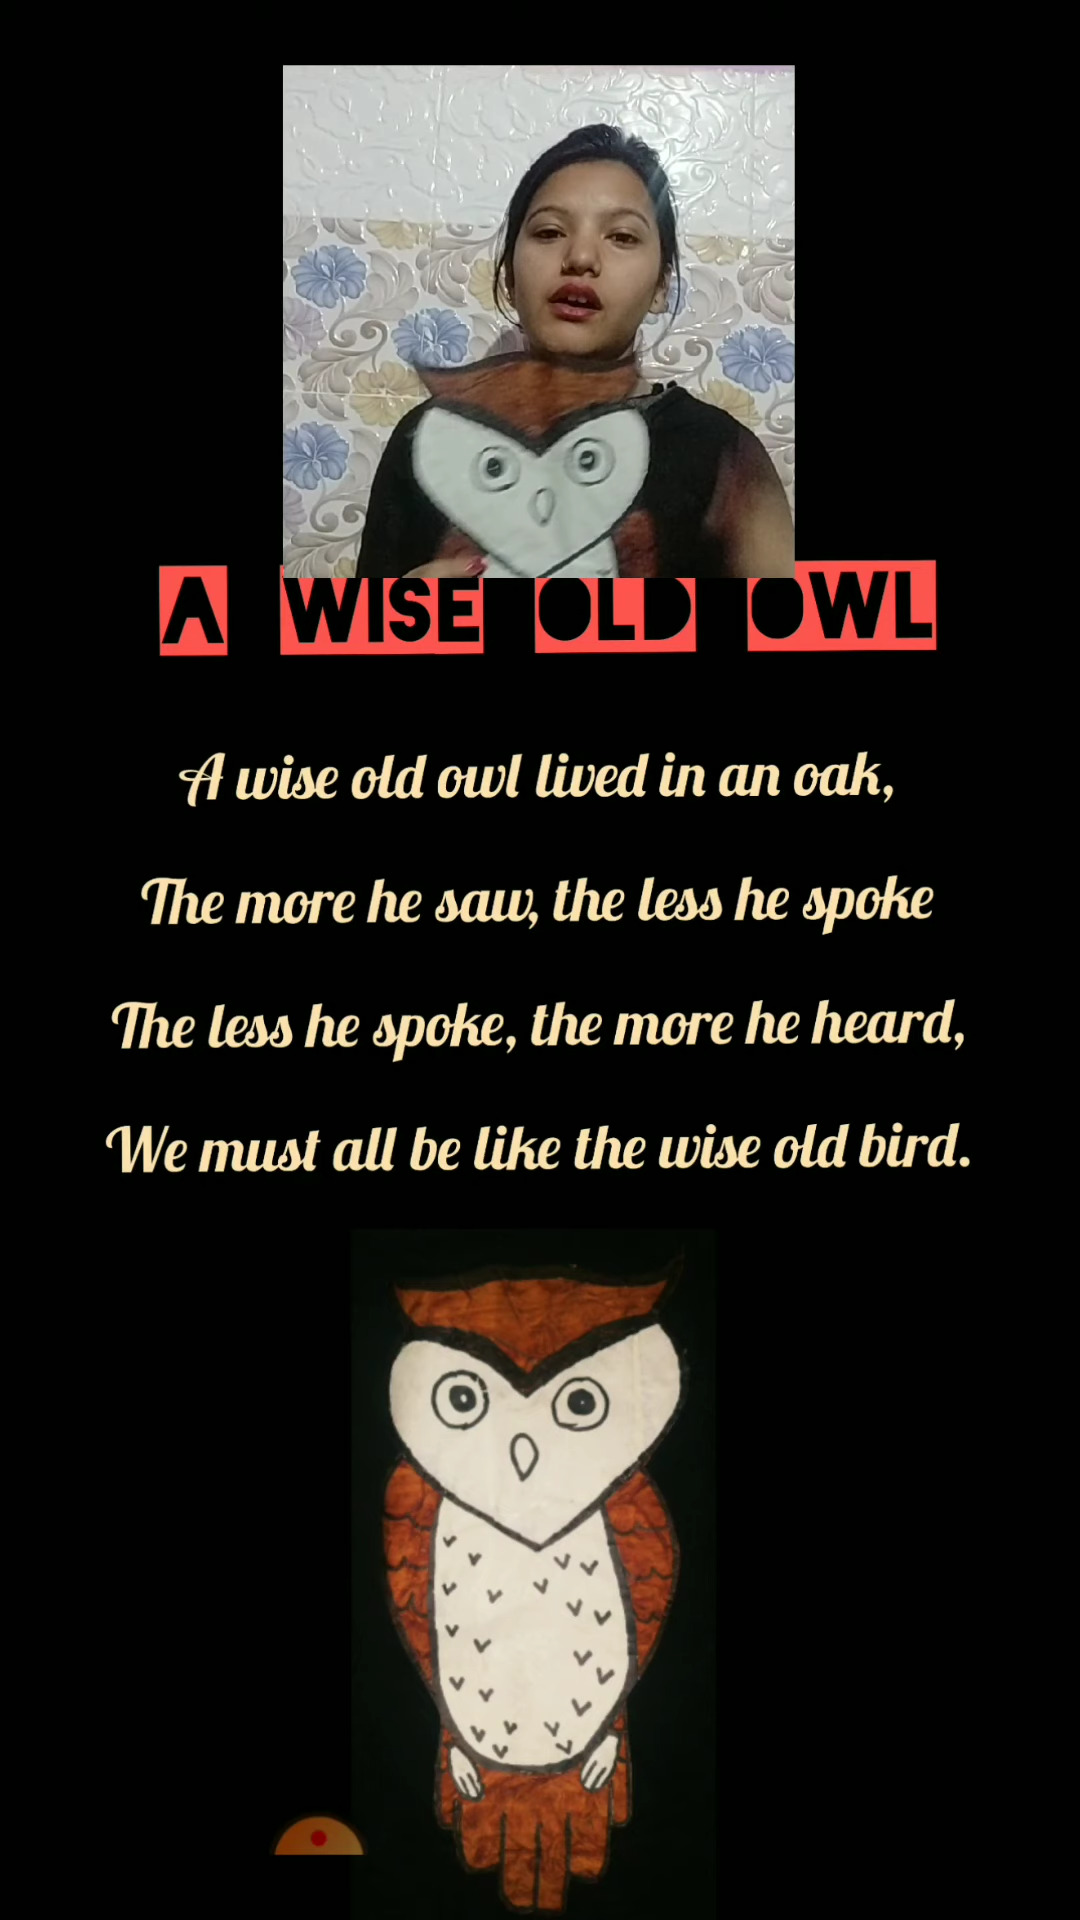 A WISE OLD OWL
A wise old owl lived in an oak,
The more he saw, the less he spoke
The less he spoke, the more he heard,
We must all be like the wise old bird.